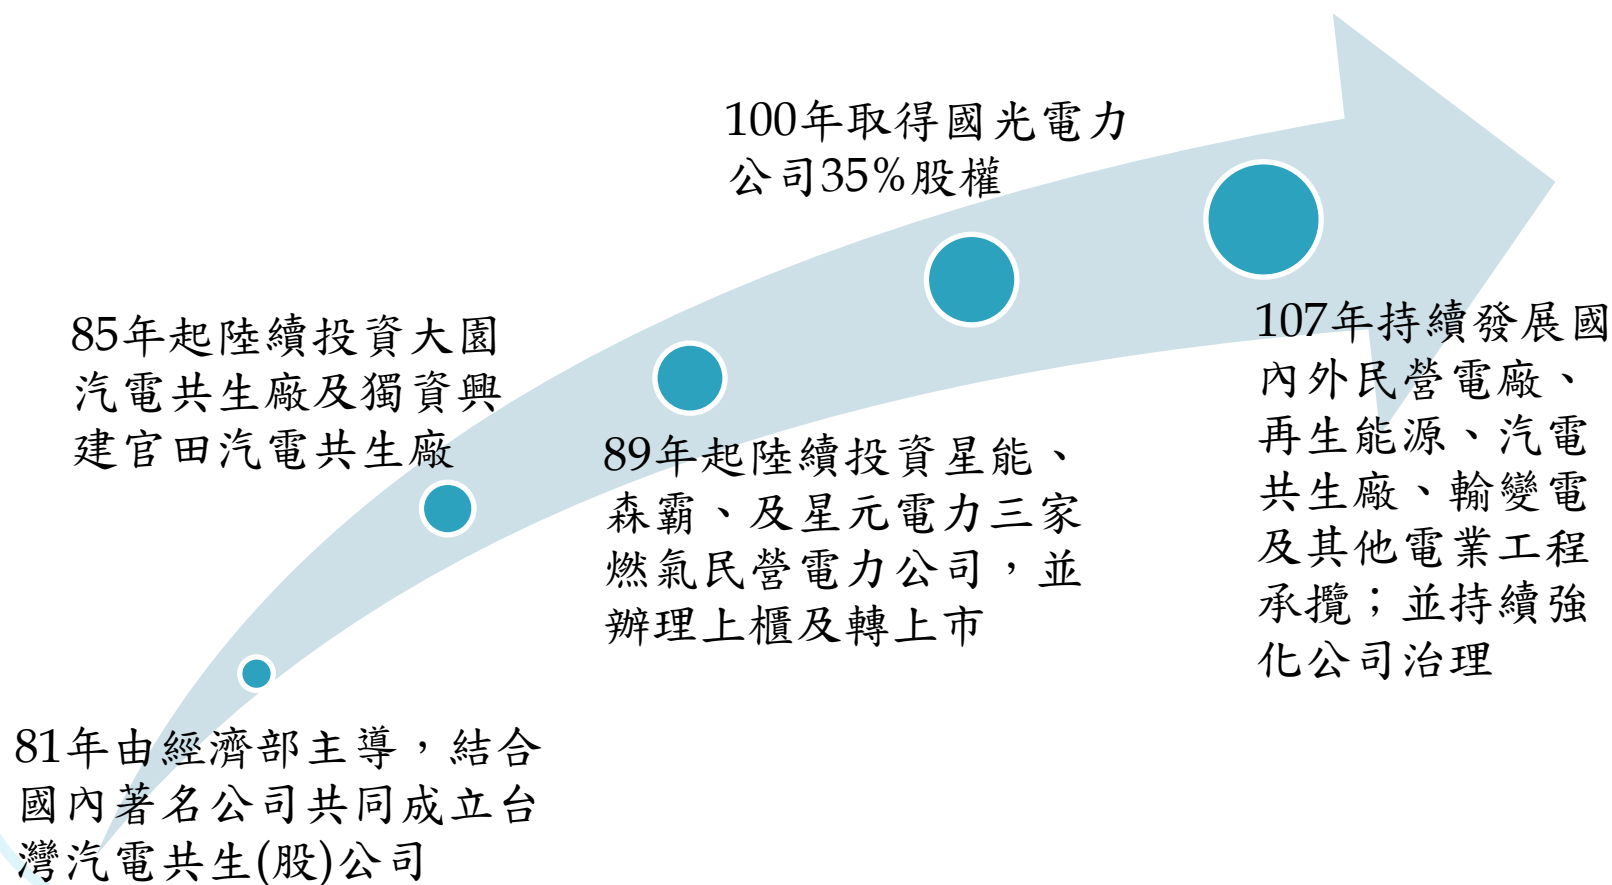 81年由經濟部主導，結合
國內著名公司共同成立台
灣汽電共生(股)公司
85年起陸續投資大園
汽電共生廠及獨資興
建官田汽電共生廠
89年起陸續投資星能、
森霸、及星元電力三家
燃氣民營電力公司，並
辦理上櫃及轉上市
100年取得國光電力
公司35%股權
107年持續發展國
內外民營電廠、
再生能源、汽電
共生廠、輸變電
及其他電業工程
承攬；並持續強
化公司治理